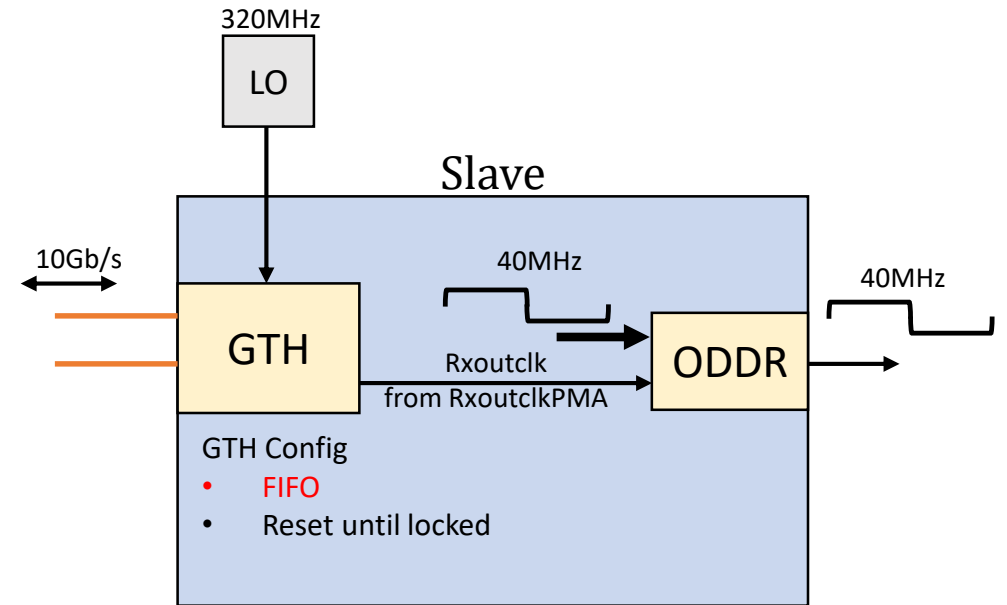 320MHz
LO
Slave
10Gb/s
40MHz
40MHz
GTH
ODDR
Rxoutclk
from RxoutclkPMA
GTH Config
• FIFO
• Reset until locked